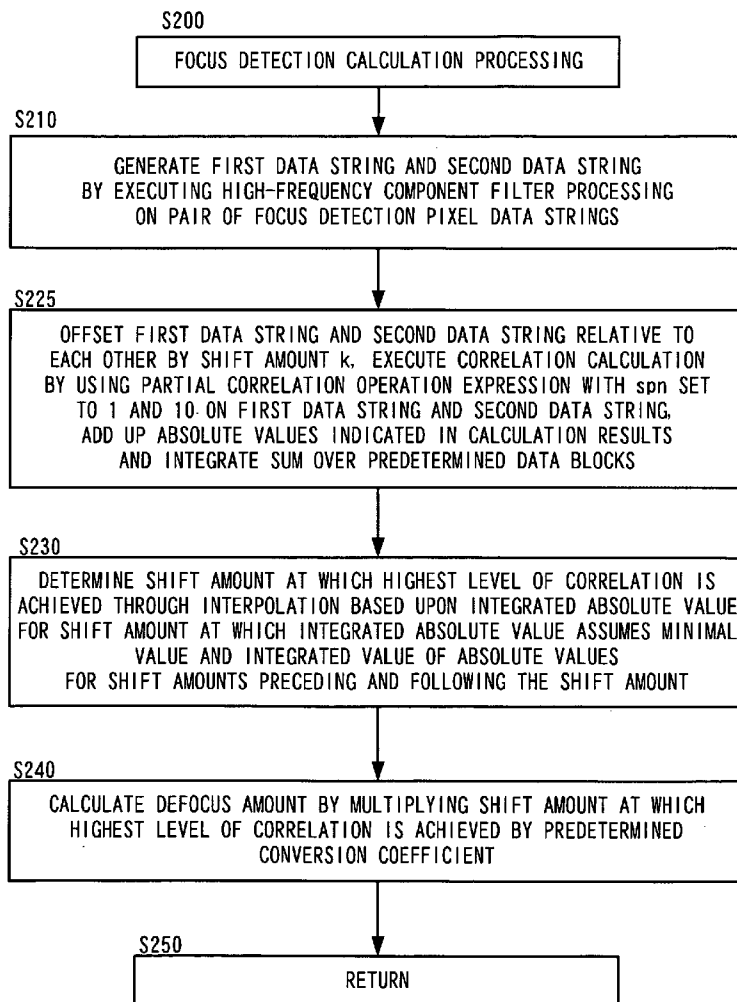 S200
FOCUS DETECTION CALCULATION PROCESSING
S210
GENERATE FIRST DATA STRING AND SECOND DATA STRING
BY EXECUTING HIGH-FREQUENCY COMPONENT FILTER PROCESSING
ON PAIR OF FOCUS DETECTION PIXEL DATA STRINGS
S225
OFFSET FIRST DATA STRING AND SECOND DATA STRING RELATIVE TO
EACH OTHER BY SHIFT AMOUNT k, EXECUTE CORRELATION CALCULATION
BY USING PARTIAL CORRELATION OPERATION EXPRESSION WITH spn SET
TO 1 AND 10 ON FIRST DATA STRING AND SECOND DATA STRING,
ADD UP ABSOLUTE VALUES INDICATED IN CALCULATION RESULTS
AND INTEGRATE SUM OVER PREDETERMINED DATA BLOCKS
S230
DETERMINE SHIFT AMOUNT AT WHICH HIGHEST LEVEL OF CORRELATION IS
ACHIEVED THROUGH INTERPOLATION BASED UPON INTEGRATED ABSOLUTE VALUE
FOR SHIFT AMOUNT AT WHICH INTEGRATED ABSOLUTE VALUE ASSUMES MINIMAL
VALUE AND INTEGRATED VALUE OF ABSOLUTE VALUES
FOR SHIFT AMOUNTS PRECEDING AND FOLLOWING THE SHIFT AMOUNT
S240
CALCULATE DEFOCUS AMOUNT BY MULTIPLYING SHIFT AMOUNT AT WHICH
HIGHEST LEVEL OF CORRELATION IS ACHIEVED BY PREDETERMINED
CONVERSION COEFFICIENT
S250
RETURN